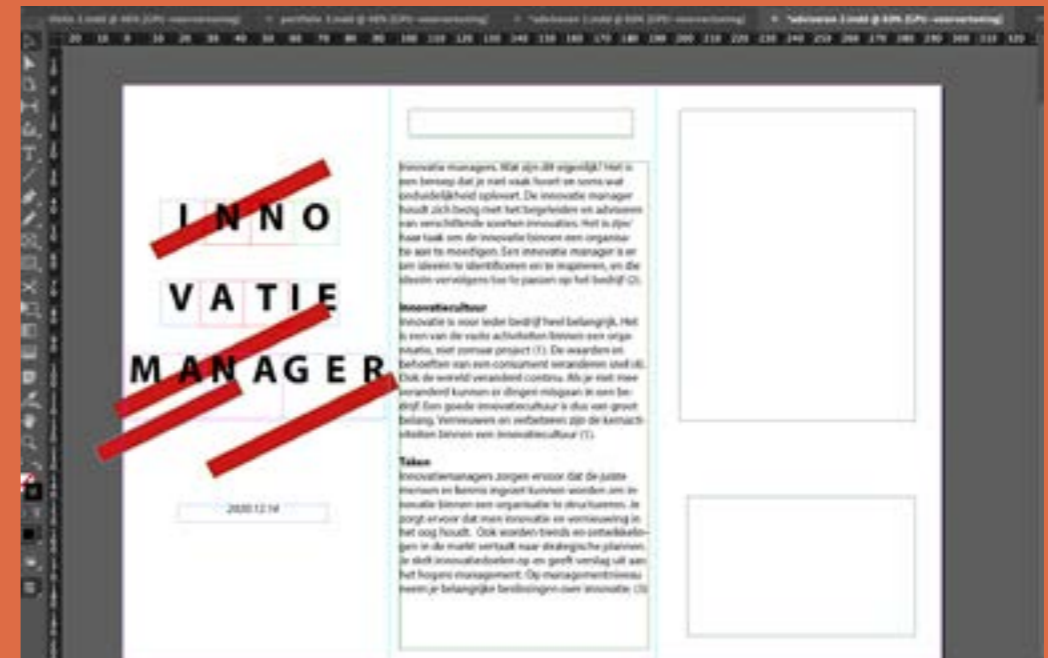 INNO
VATIE
MANAGER
2020.12.14
Innovatie managers. Wat zijn dit eigenlijk? Het is
een beroep dat je niet vaak hoort en soms wat
onduidelijkheid oplevert. De innovatie manager
houdt zich bezig met het begeleiden en adviseren
van verschillende soorten innovaties. Het is zijn/
haar taak om de innovatie binnen een organisa-
tie aan te moedigen. Een innovatie manager is er
om ideeën te identificeren en te inspireren, en die
ideeën vervolgens toe te passen op het bedrijf (2).
Innovatiecultuur
Innovatie is voor ieder bedrijf heel belangrijk. Het
is een van de vaste activiteiten binnen een orga-
nisatie, niet zomaar project (1). De waarden en
behoeften van een consument veranderen snel (4).
Ook de wereld veranderd continu. Als je niet mee
veranderd kunnen er dingen misgaan in een be-
drijf. Een goede innovatiecultuur is dus van groot
belang. Vernieuwen en verbeteren zijn de kernacti-
viteiten binnen een innovatiecultuur (1).
Taken
Innovatiemanagers zorgen ervoor dat de juiste
mensen en kennis ingezet kunnen worden om in-
novatie binnen een organisatie te structureren. Je
zorgt ervoor dat men innovatie en vernieuwing in
het oog houdt. Ook worden trends en ontwikkelin-
gen in de markt vertaald naar strategische plannen.
Je stelt innovatiedoelen op en geeft verslag uit aan
het hogere management. Op managementniveau
neem je belangrijke beslissingen over innovatie (3)